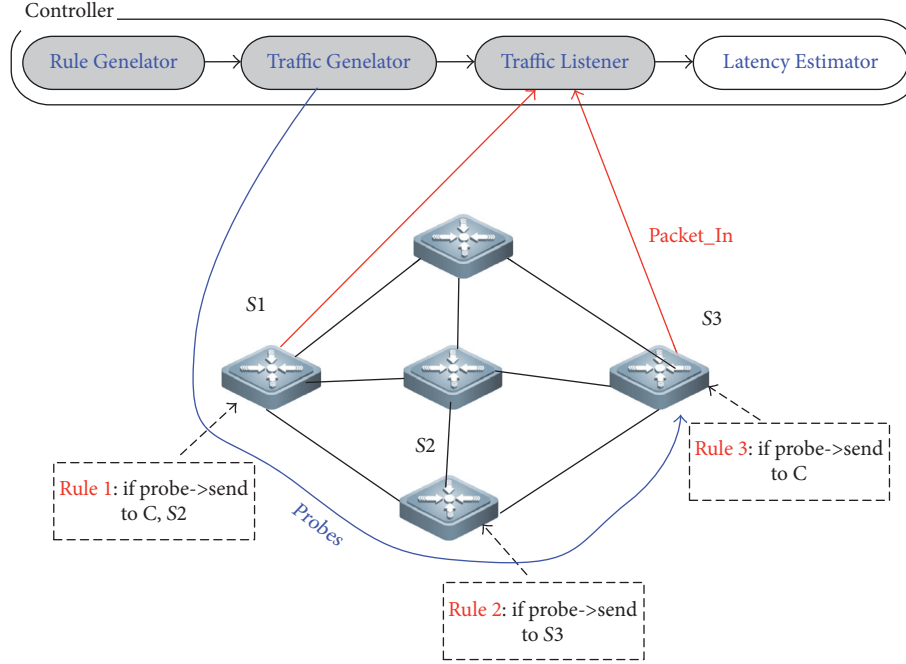 Controller
Rule Genelator
Traffic Genelator
Traffic Listener
Latency Estimator
Packet_In
S1
S3
S2
Rule 3: if probe->send
to C
Rule 1: if probe->send
to C, S2
Probes
Rule 2: if probe->send
to S3